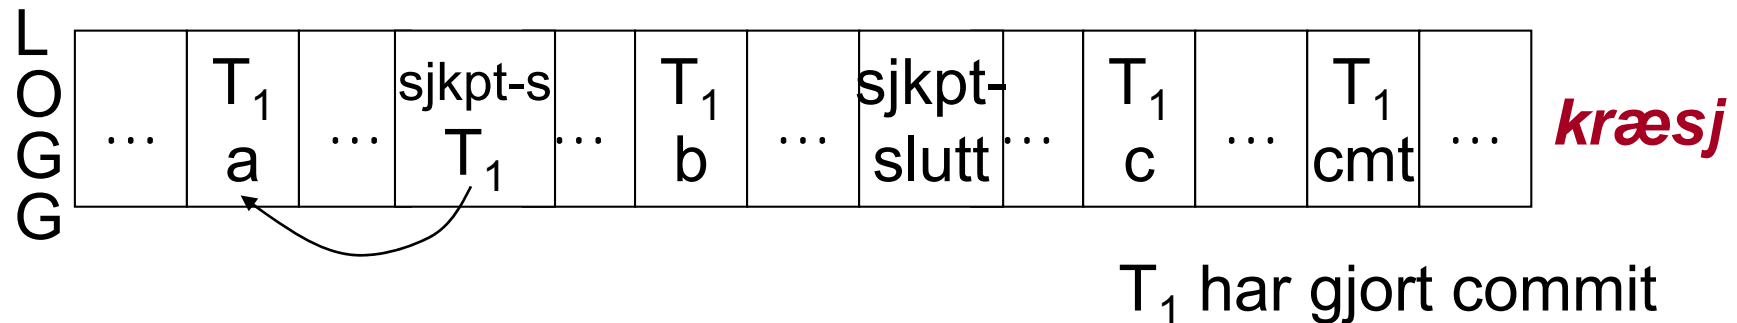 LOGG
… T₁ a … sjkpt-s T₁ … T₁ b … sjkpt-slutt … T₁ c … T₁ cmt …
kræsj
T₁ har gjort commit